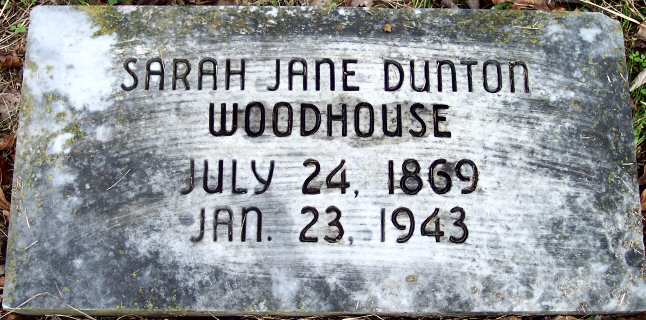 SARAH JANE DUNTON
WOODHOUSE
JULY 24, 1869
JAN. 23, 1943